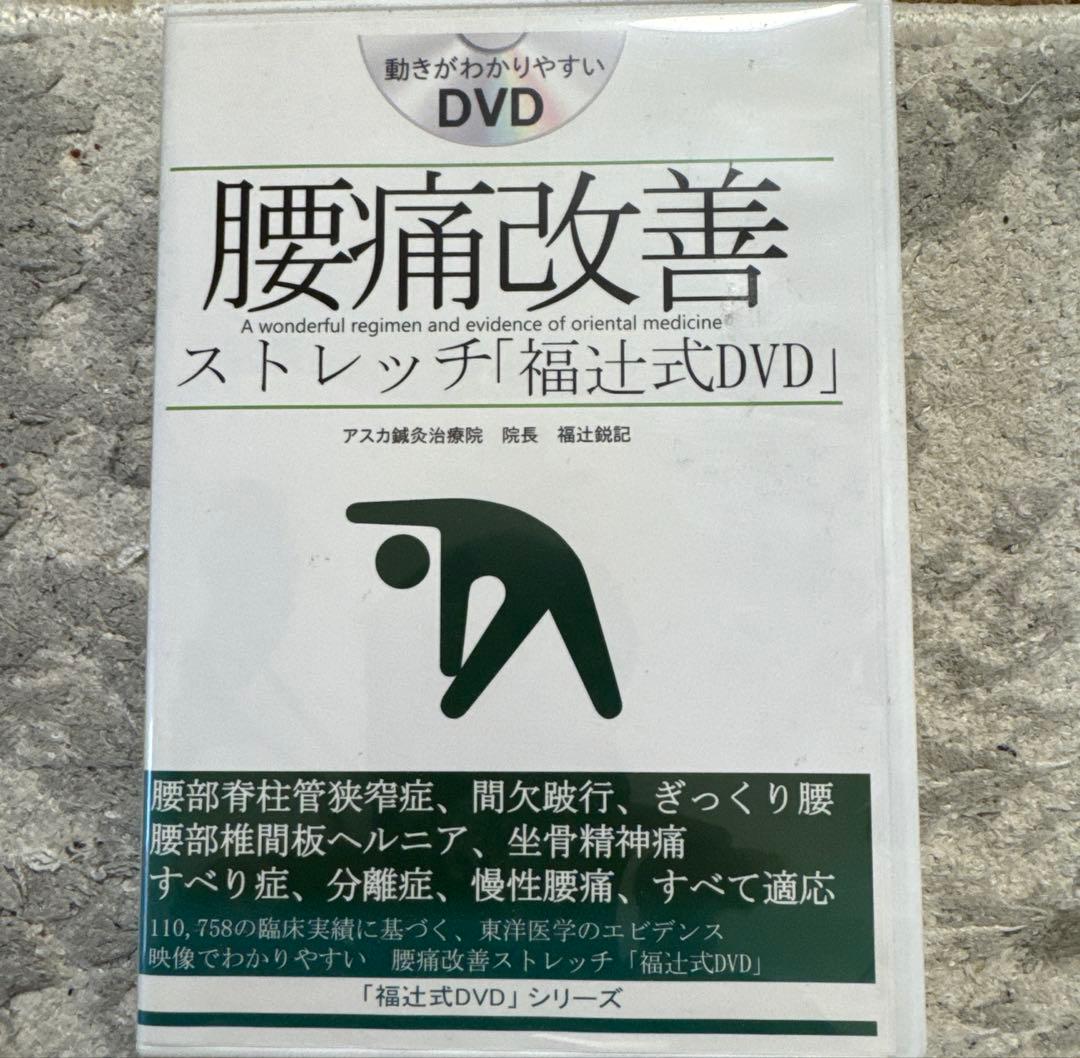 動きがわかりやすい
DVD
腰痛改善
A wonderful regimen and evidence of oriental medicine
ストレッチ「福辻式DVD」
アスカ鍼灸治療院 院長 福辻鋭記
腰部脊柱管狭窄症、間欠跛行、ぎっくり腰
腰部椎間板ヘルニア、坐骨精神痛
すべり症、分離症、慢性腰痛、すべて適応
110,758の臨床実績に基づく、東洋医学のエビデンス
映像でわかりやすい 腰痛改善ストレッチ「福辻式DVD」
「福辻式DVD」シリーズ